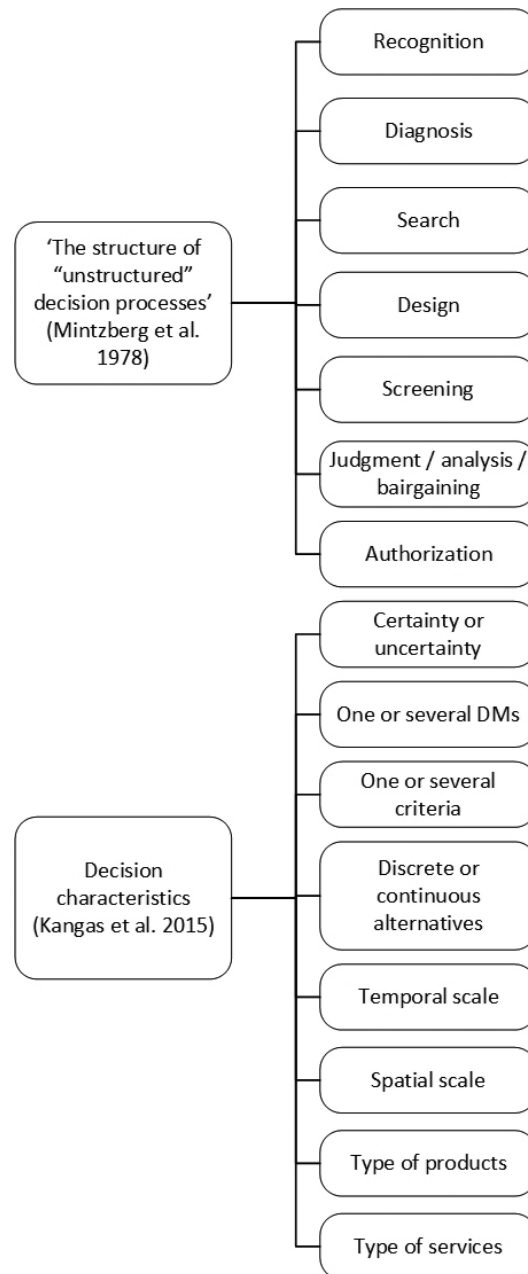 Recognition
Diagnosis
Search
Design
Screening
Judgment / analysis /
bairgaining
Authorization
‘The structure of
“unstructured”
decision processes’
(Mintzberg et al.
1978)
Certainty or
uncertainty
One or several DMs
One or several
criteria
Discrete or
continuous
alternatives
Temporal scale
Spatial scale
Type of products
Type of services
Decision
characteristics
(Kangas et al. 2015)